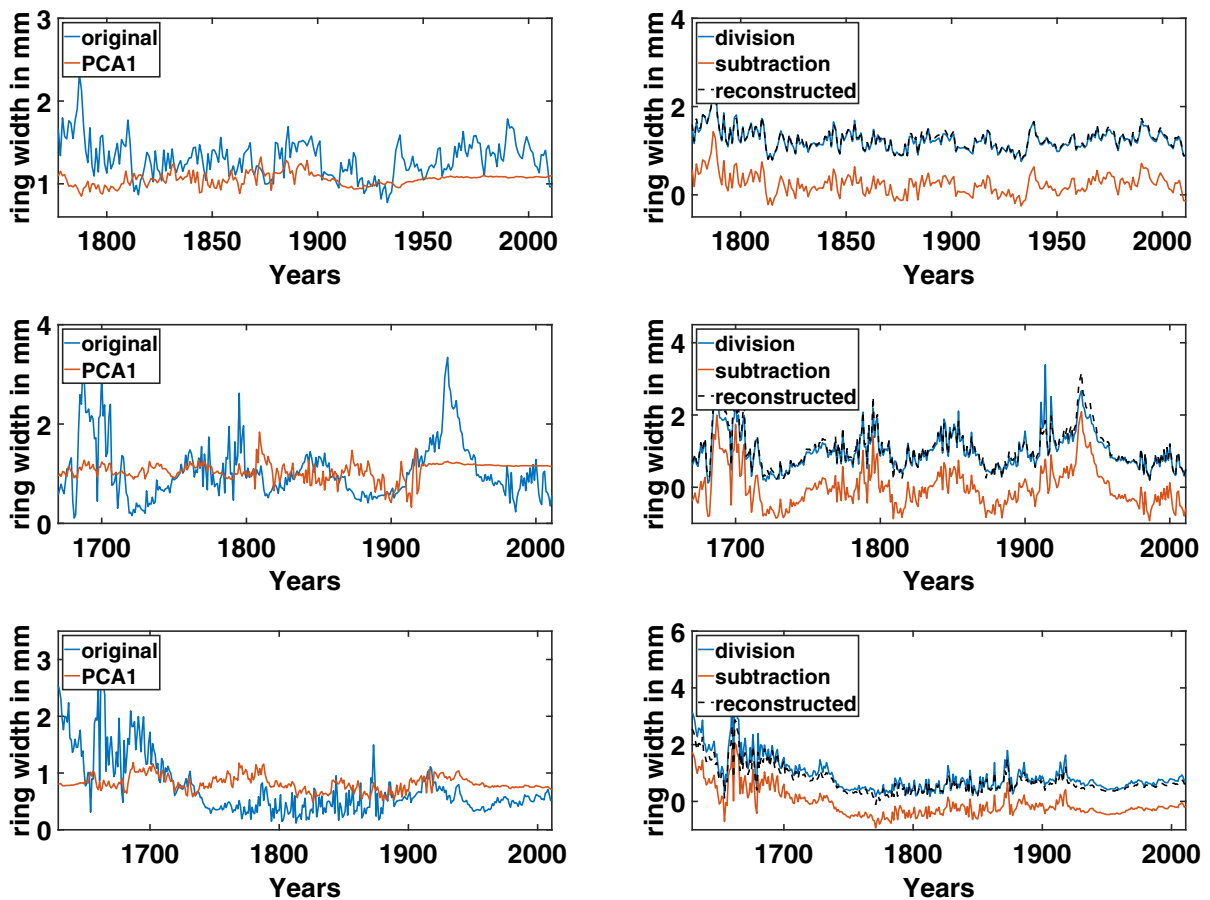 ring width in mm
3
2
1
original
PCA1
1800 1850 1900 1950 2000
Years
ring width in mm
4
2
0
division
subtraction
reconstructed
1800 1850 1900 1950 2000
Years
ring width in mm
4
2
0
original
PCA1
1700 1800 1900 2000
Years
ring width in mm
4
2
0
division
subtraction
reconstructed
1700 1800 1900 2000
Years
ring width in mm
3
2
1
0
original
PCA1
1700 1800 1900 2000
Years
ring width in mm
6
4
2
0
division
subtraction
reconstructed
1700 1800 1900 2000
Years